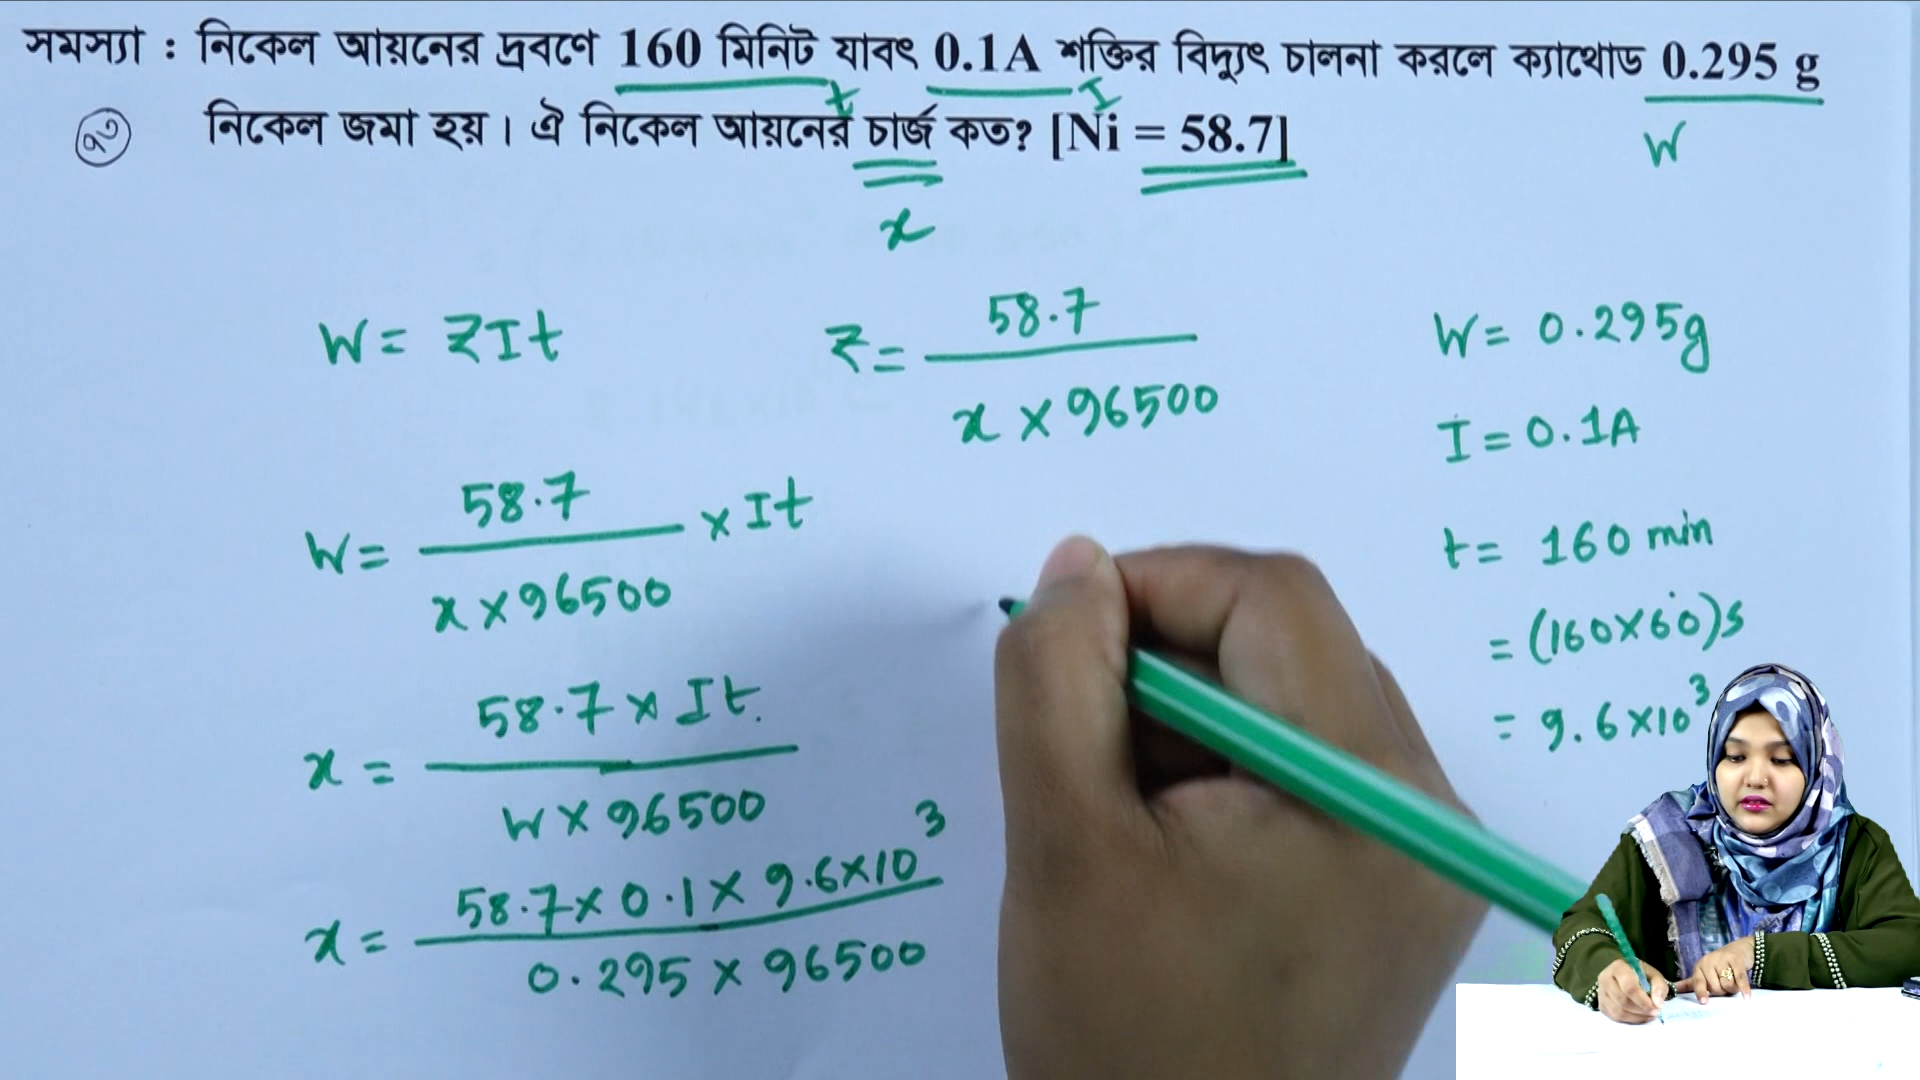 সমস্যা : নিকেল আয়নের দ্রবণে 160 মিনিট যাবৎ 0.1A শক্তির বিদ্যুৎ চালনা করলে ক্যাথোড 0.295 g
নিকেল জমা হয়। ঐ নিকেল আয়নের চার্জ কত? [Ni = 58.7]
t
I
W
x
W = ZIt
Z = 58.7
x × 96500
W = 0.295g
I = 0.1A
W = 58.7 × It
x × 96500
t = 160 min
= (160×60)s
= 9.6×10³
x = 58.7 × It.
W × 96500
x = 58.7 × 0.1 × 9.6×10³
0.295 × 96500